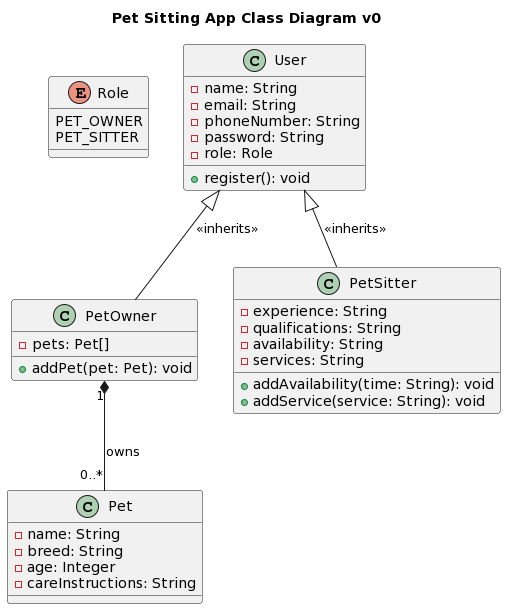 Pet Sitting App Class Diagram v0
E Role
PET_OWNER
PET_SITTER
C User
name: String
email: String
phoneNumber: String
password: String
role: Role
register(): void
«inherits»
«inherits»
C PetOwner
pets: Pet[]
addPet(pet: Pet): void
C PetSitter
experience: String
qualifications: String
availability: String
services: String
addAvailability(time: String): void
addService(service: String): void
1
owns
0..*
C Pet
name: String
breed: String
age: Integer
careInstructions: String